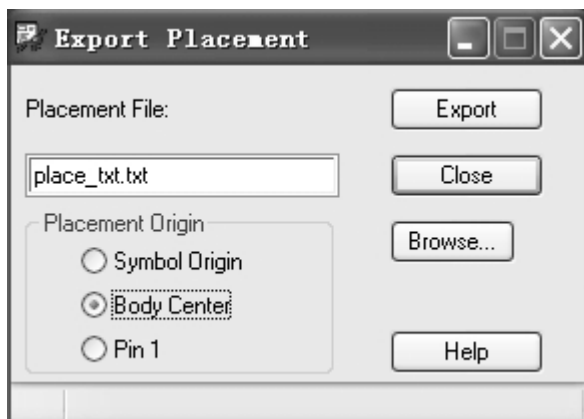 Export Placement
Placement File:
Export
place_txt.txt
Close
Placement Origin
Browse...
Symbol Origin
Body Center
Pin 1
Help